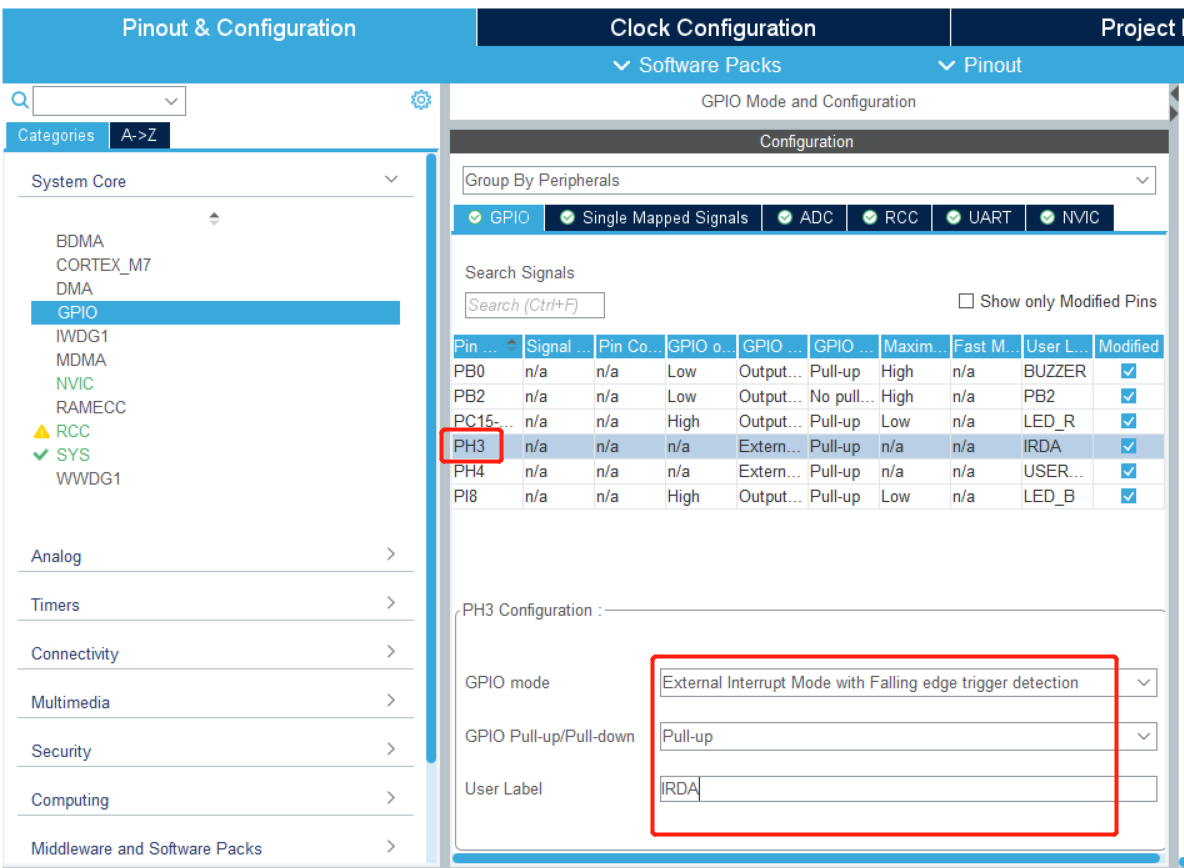 Pinout & Configuration
Clock Configuration
Project
Software Packs
Pinout
Categories
A->Z
System Core
BDMA
CORTEX_M7
DMA
GPIO
IWDG1
MDMA
NVIC
RAMECC
RCC
SYS
WWDG1
Analog
Timers
Connectivity
Multimedia
Security
Computing
Middleware and Software Packs
GPIO Mode and Configuration
Configuration
Group By Peripherals
GPIO Single Mapped Signals ADC RCC UART NVIC
Search Signals
Search (Ctrl+F)
Show only Modified Pins
Pin ... Signal ... Pin Co... GPIO o... GPIO ... GPIO ... Maxim... Fast M... User L... Modified
PB0 n/a n/a Low Output... Pull-up High n/a BUZZER
PB2 n/a n/a Low Output... No pull... High n/a PB2
PC15-... n/a n/a High Output... Pull-up Low n/a LED_R
PH3 n/a n/a n/a Extern... Pull-up n/a n/a IRDA
PH4 n/a n/a n/a Extern... Pull-up n/a n/a USER...
PI8 n/a n/a High Output... Pull-up Low n/a LED_B
PH3 Configuration :
GPIO mode External Interrupt Mode with Falling edge trigger detection
GPIO Pull-up/Pull-down Pull-up
User Label IRDA